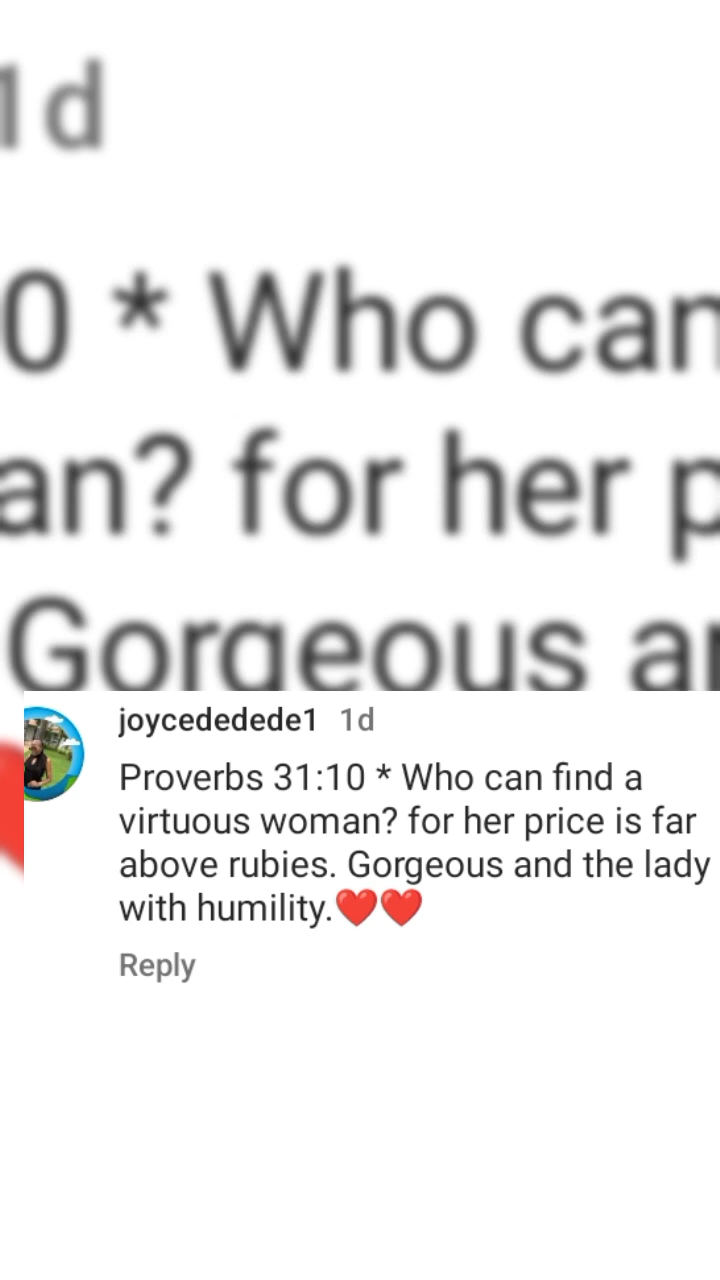 1d
0 * Who can
an? for her p
Gorgeous a
joycededede1 1d
Proverbs 31:10 * Who can find a
virtuous woman? for her price is far
above rubies. Gorgeous and the lady
with humility.❤️❤️
Reply